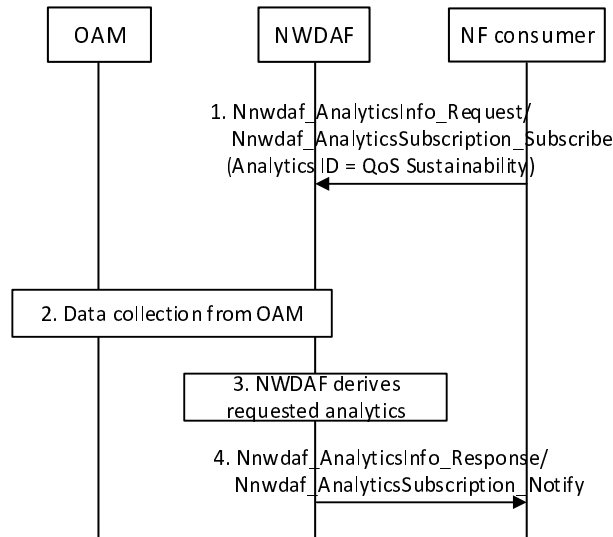 OAM
NWDAF
NF consumer
1. Nnwdaf_AnalyticsInfo_Request/
Nnwdaf_AnalyticsSubscription_Subscribe
(Analytics ID = QoS Sustainability)
2. Data collection from OAM
3. NWDAF derives
requested analytics
4. Nnwdaf_AnalyticsInfo_Response/
Nnwdaf_AnalyticsSubscription_Notify